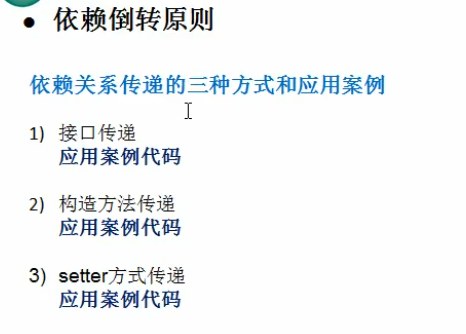 ● 依赖倒转原则
依赖关系传递的三种方式和应用案例
1) 接口传递
应用案例代码
2) 构造方法传递
应用案例代码
3) setter方式传递
应用案例代码